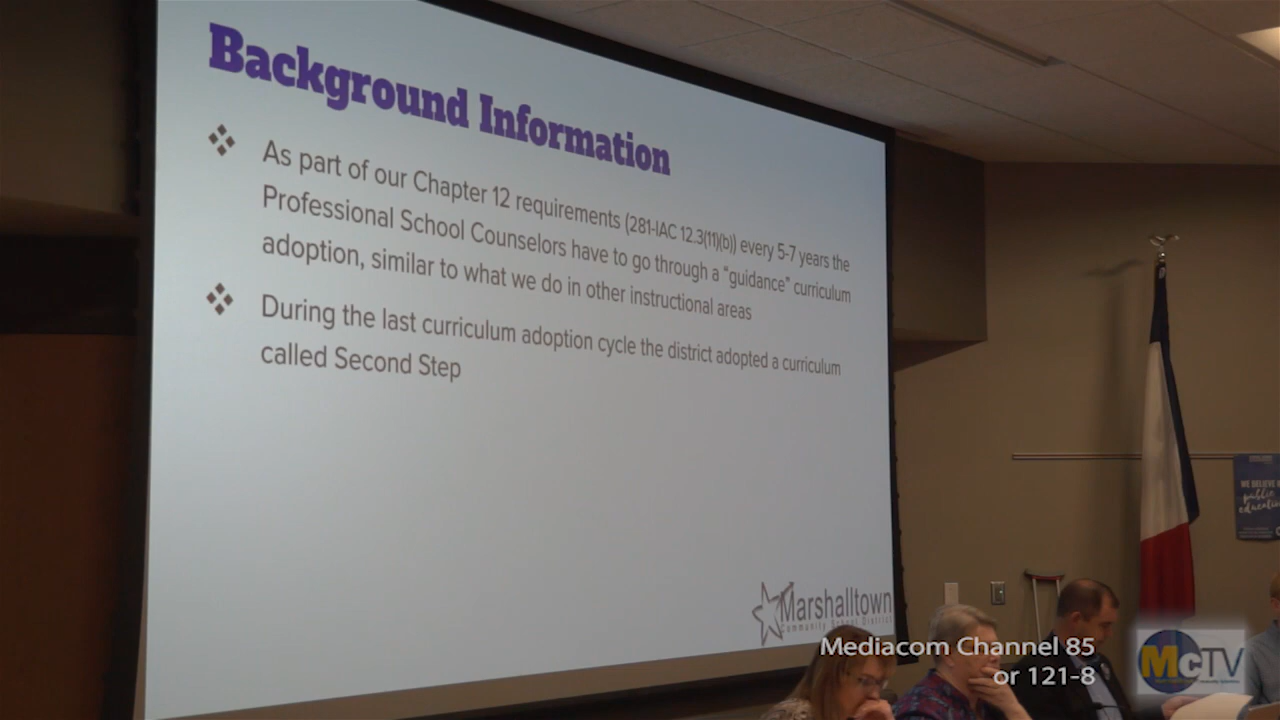 Background Information
As part of our Chapter 12 requirements (281-IAC 12.3(11)(b)) every 5-7 years the
Professional School Counselors have to go through a “guidance” curriculum
adoption, similar to what we do in other instructional areas
During the last curriculum adoption cycle the district adopted a curriculum
called Second Step
Marshalltown
Community School District
Mediacom Channel 85
or 121-8
McTV
WE BELIEVE
public
education